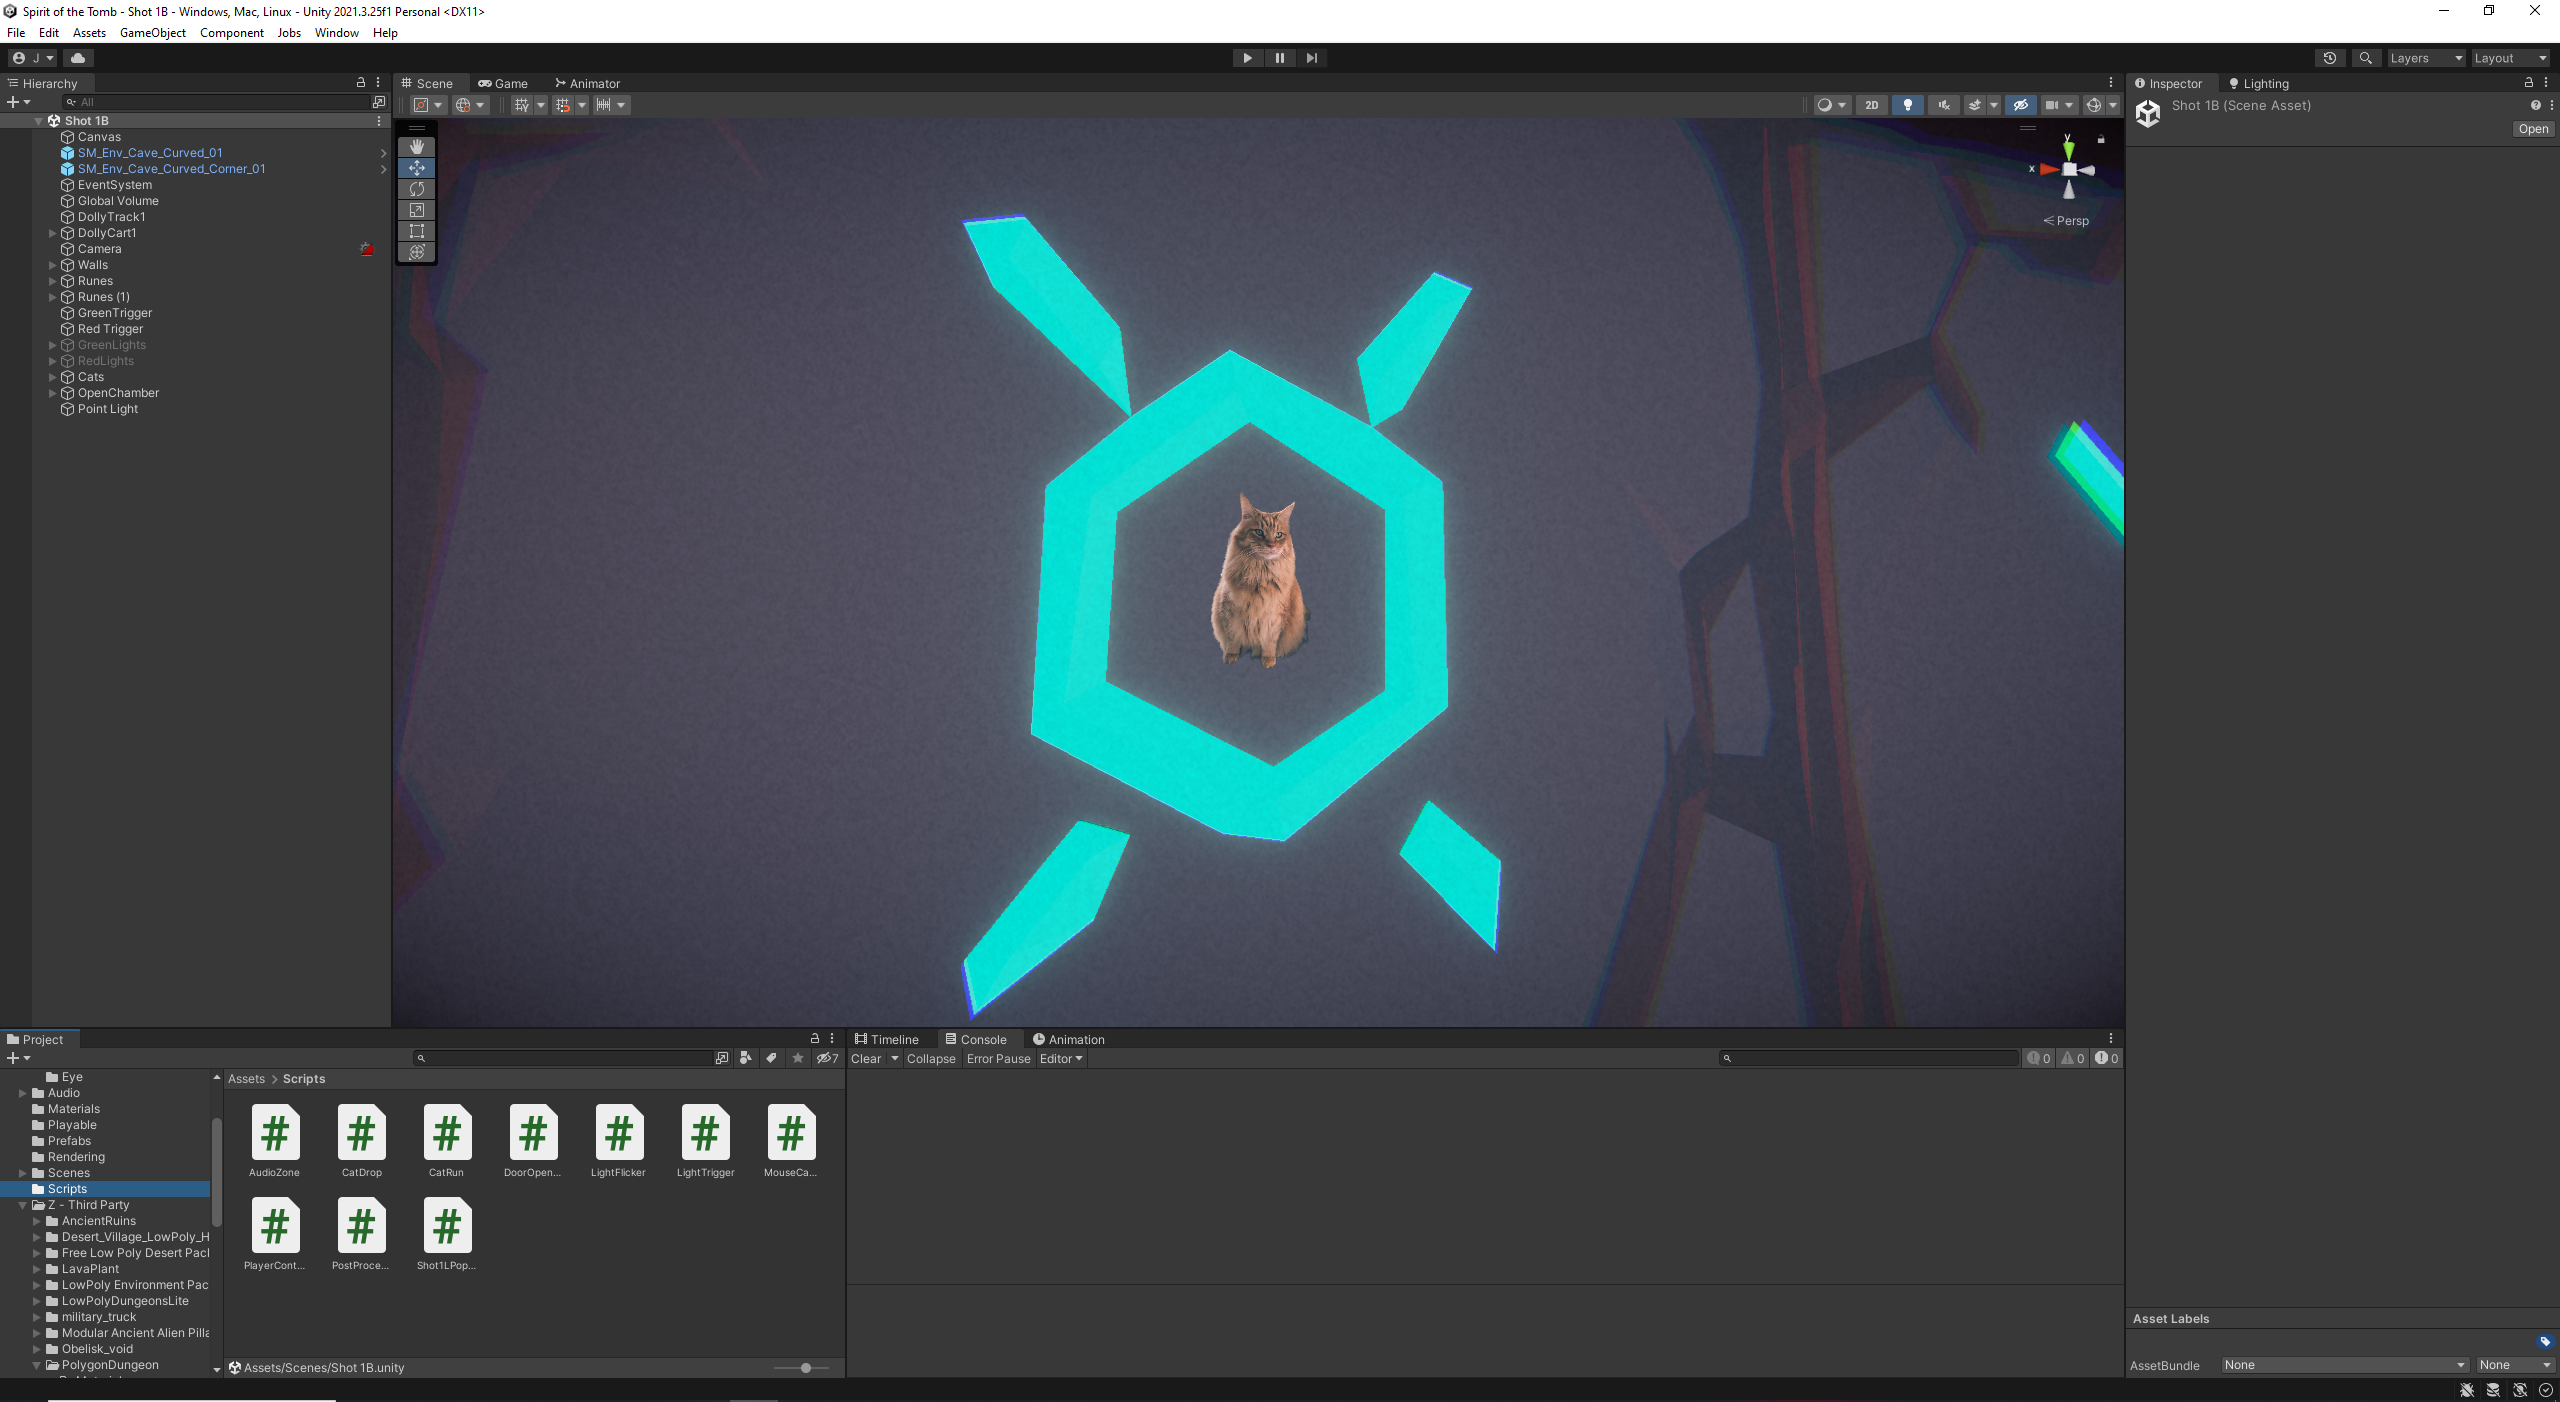 Spirit of the Tomb - Shot 1B - Windows, Mac, Linux - Unity 2021.3.25f1 Personal <DX11>
File Edit Assets GameObject Component Jobs Window Help
J Layers Layout
Hierarchy
All
Shot 1B
Canvas
SM_Env_Cave_Curved_01
SM_Env_Cave_Curved_Corner_01
EventSystem
Global Volume
DollyTrack1
DollyCart1
Camera
Walls
Runes
Runes (1)
GreenTrigger
Red Trigger
GreenLights
RedLights
Cats
OpenChamber
Point Light
Scene Game Animator
2D
y
x
Persp
Inspector Lighting
Shot 1B (Scene Asset)
Open
Project
7
Eye
Audio
Materials
Playable
Prefabs
Rendering
Scenes
Scripts
Z - Third Party
AncientRuins
Desert_Village_LowPoly_H
Free Low Poly Desert Pacl
LavaPlant
LowPoly Environment Pac
LowPolyDungeonsLite
military_truck
Modular Ancient Alien Pilla
Obelisk_void
PolygonDungeon
Assets > Scripts
AudioZone CatDrop CatRun DoorOpen... LightFlicker LightTrigger MouseCa...
PlayerCont... PostProce... Shot1LPop...
Assets/Scenes/Shot 1B.unity
Timeline Console Animation
Clear Collapse Error Pause Editor
0 0 0
Asset Labels
AssetBundle None None